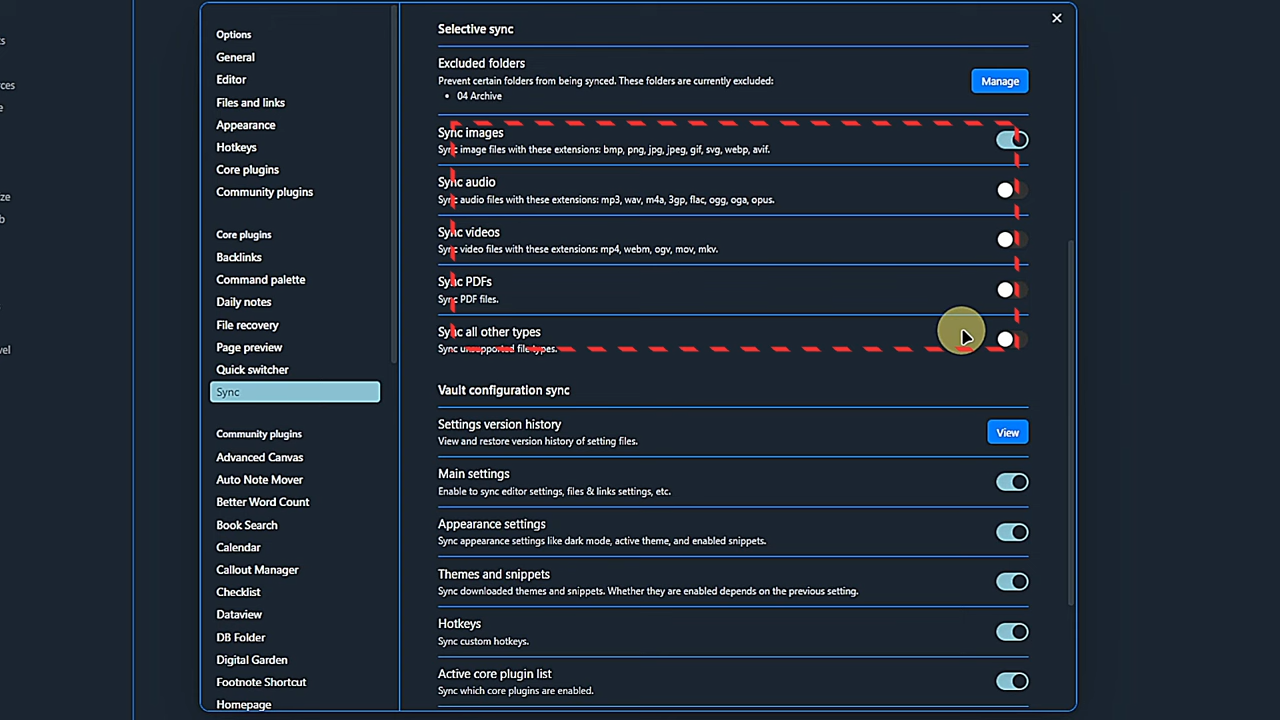 Options
General
Editor
Files and links
Appearance
Hotkeys
Core plugins
Community plugins
Core plugins
Backlinks
Command palette
Daily notes
File recovery
Page preview
Quick switcher
Sync
Community plugins
Advanced Canvas
Auto Note Mover
Better Word Count
Book Search
Calendar
Callout Manager
Checklist
Dataview
DB Folder
Digital Garden
Footnote Shortcut
Homepage
Selective sync
Excluded folders
Prevent certain folders from being synced. These folders are currently excluded:
• 04 Archive
Manage
Sync images
Sync image files with these extensions: bmp, png, jpg, jpeg, gif, svg, webp, avif.
Sync audio
Sync audio files with these extensions: mp3, wav, m4a, 3gp, flac, ogg, oga, opus.
Sync videos
Sync video files with these extensions: mp4, webm, ogv, mov, mkv.
Sync PDFs
Sync PDF files.
Sync all other types
Sync unsupported file types.
Vault configuration sync
Settings version history
View and restore version history of setting files.
View
Main settings
Enable to sync editor settings, files & links settings, etc.
Appearance settings
Sync appearance settings like dark mode, active theme, and enabled snippets.
Themes and snippets
Sync downloaded themes and snippets. Whether they are enabled depends on the previous setting.
Hotkeys
Sync custom hotkeys.
Active core plugin list
Sync which core plugins are enabled.